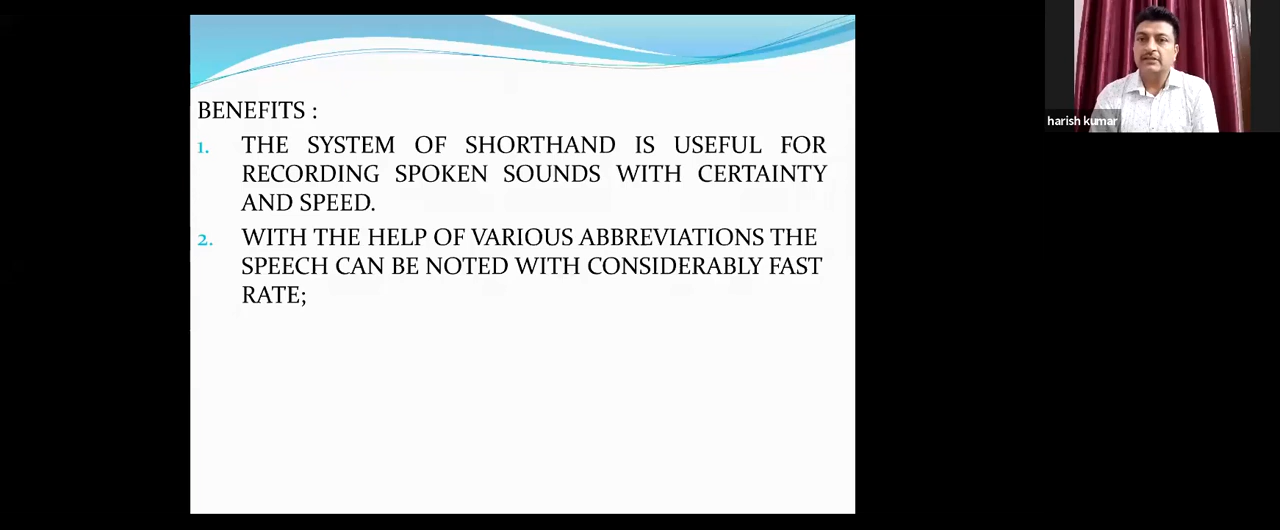 BENEFITS :
1. THE SYSTEM OF SHORTHAND IS USEFUL FOR
RECORDING SPOKEN SOUNDS WITH CERTAINTY
AND SPEED.
2. WITH THE HELP OF VARIOUS ABBREVIATIONS THE
SPEECH CAN BE NOTED WITH CONSIDERABLY FAST
RATE;
harish kumar